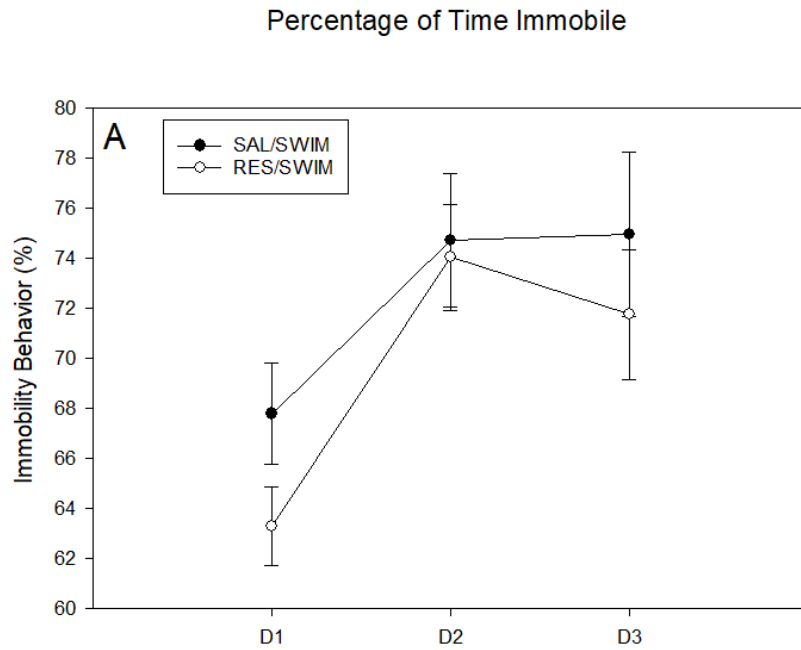 Percentage of Time Immobile
A
SAL/SWIM
RES/SWIM
Immobility Behavior (%)
80
78
76
74
72
70
68
66
64
62
60
D1 D2 D3